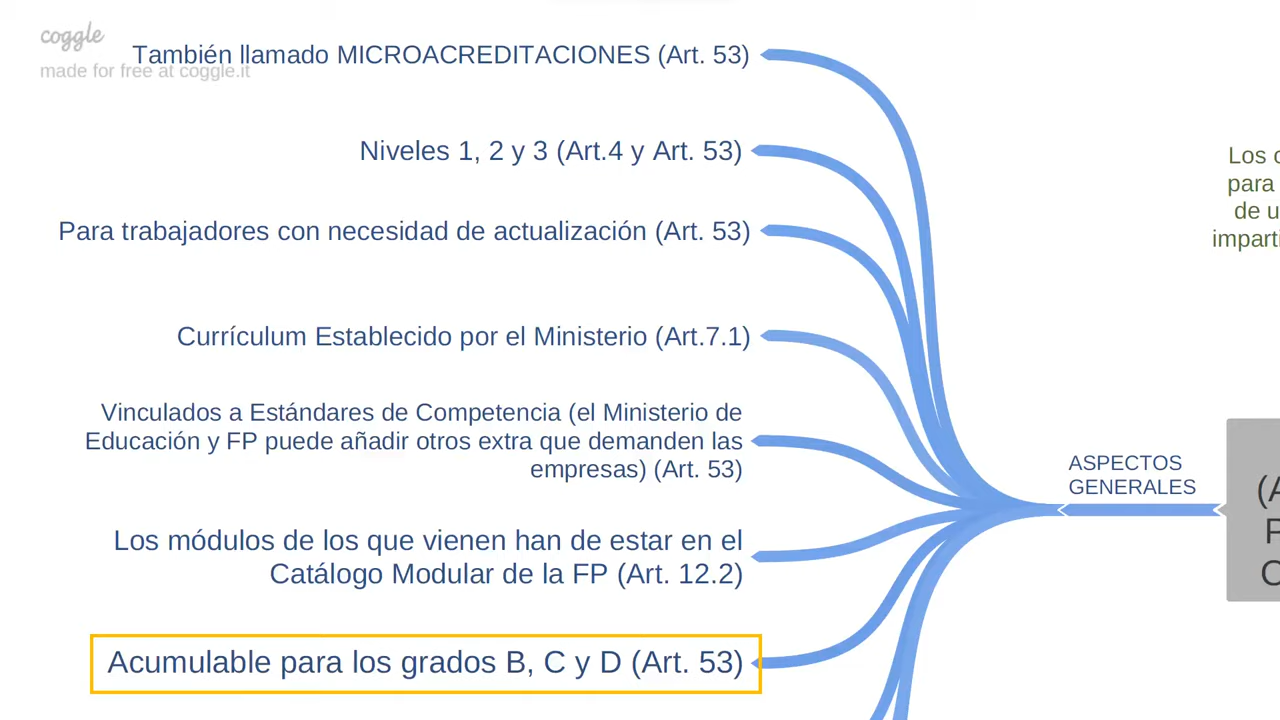 coggle
made for free at coggle.it
También llamado MICROACREDITACIONES (Art. 53)
Niveles 1, 2 y 3 (Art.4 y Art. 53)
Para trabajadores con necesidad de actualización (Art. 53)
Currículum Establecido por el Ministerio (Art.7.1)
Vinculados a Estándares de Competencia (el Ministerio de
Educación y FP puede añadir otros extra que demanden las
empresas) (Art. 53)
Los módulos de los que vienen han de estar en el
Catálogo Modular de la FP (Art. 12.2)
Acumulable para los grados B, C y D (Art. 53)
ASPECTOS
GENERALES
Los
para
de